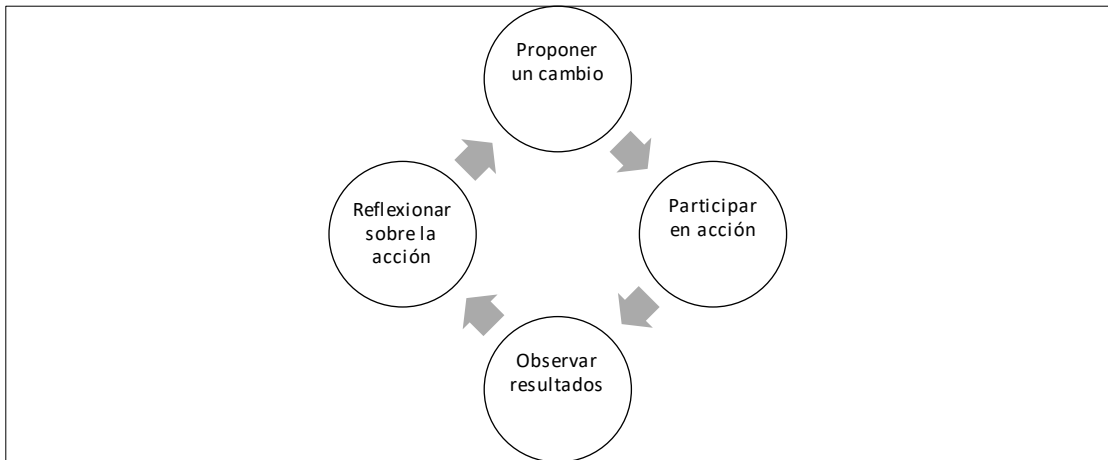 Proponer
un cambio
Participar
en acción
Observar
resultados
Reflexionar
sobre la
acción